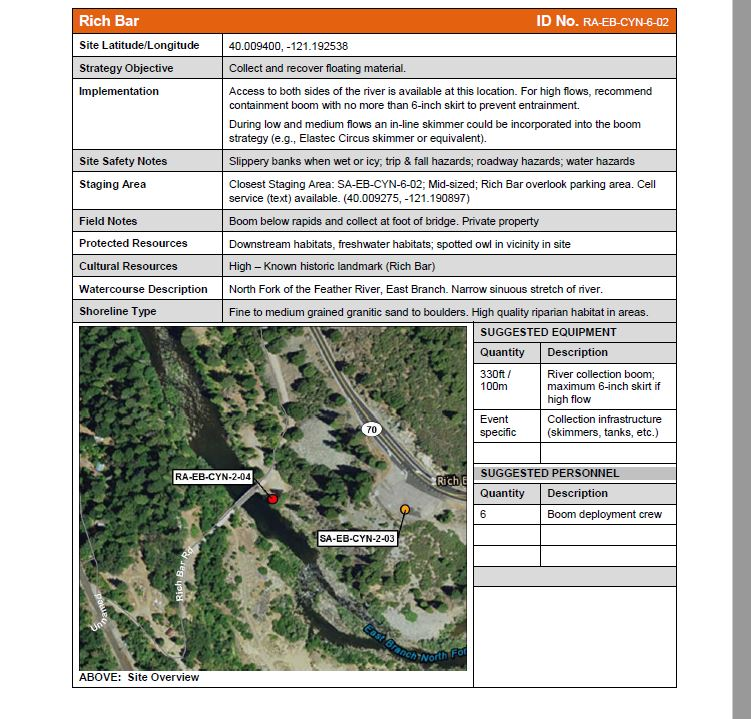 Rich Bar ID No. RA-EB-CYN-6-02
Site Latitude/Longitude 40.009400, -121.192538
Strategy Objective Collect and recover floating material.
Implementation Access to both sides of the river is available at this location. For high flows, recommend
containment boom with no more than 6-inch skirt to prevent entrainment.
During low and medium flows an in-line skimmer could be incorporated into the boom
strategy (e.g., Elastec Circus skimmer or equivalent).
Site Safety Notes Slippery banks when wet or icy; trip & fall hazards; roadway hazards; water hazards
Staging Area Closest Staging Area: SA-EB-CYN-6-02; Mid-sized; Rich Bar overlook parking area. Cell
service (text) available. (40.009275, -121.190897)
Field Notes Boom below rapids and collect at foot of bridge. Private property
Protected Resources Downstream habitats, freshwater habitats; spotted owl in vicinity in site
Cultural Resources High – Known historic landmark (Rich Bar)
Watercourse Description North Fork of the Feather River, East Branch. Narrow sinuous stretch of river.
Shoreline Type Fine to medium grained granitic sand to boulders. High quality riparian habitat in areas.
70
RA-EB-CYN-2-04
Rich B
SA-EB-CYN-2-03
Rich Bar Rd
Unnamed
East Branch North For
ABOVE: Site Overview
SUGGESTED EQUIPMENT
Quantity Description
330ft / River collection boom;
100m maximum 6-inch skirt if
high flow
Event Collection infrastructure
specific (skimmers, tanks, etc.)
SUGGESTED PERSONNEL
Quantity Description
6 Boom deployment crew